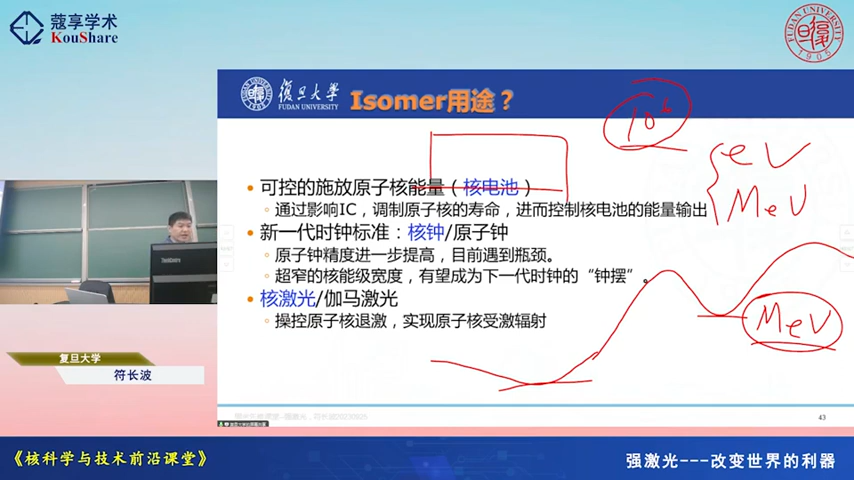 蔻享学术
KouShare
FUDAN UNIVERSITY
1905
復旦大學
FUDAN UNIVERSITY
Isomer用途？
eV
MeV
可控的施放原子核能量（核电池）
通过影响IC，调制原子核的寿命，进而控制核电池的能量输出
新一代时钟标准：核钟/原子钟
原子钟精度进一步提高，目前遇到瓶颈。
超窄的核能级宽度，有望成为下一代时钟的“钟摆”。
核激光/伽马激光
操控原子核退激，实现原子核受激辐射
MeV
43
复旦大学
符长波
《核科学与技术前沿课堂》
强激光---改变世界的利器